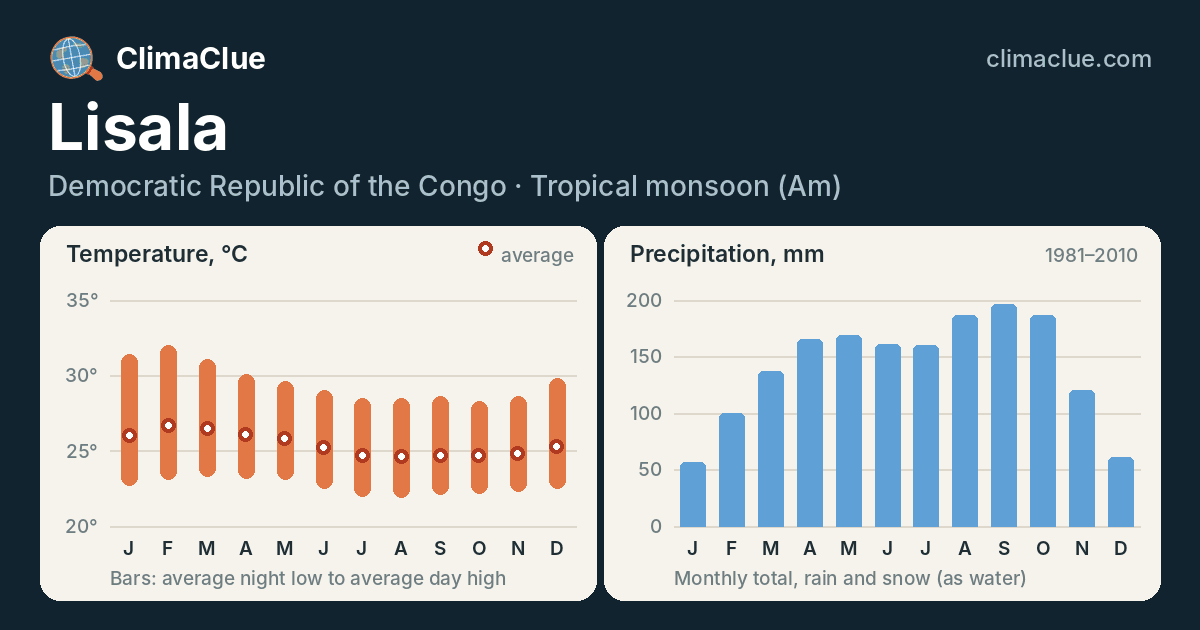 ClimaClue
climaclue.com
Lisala
Democratic Republic of the Congo · Tropical monsoon (Am)
Temperature, °C
average
35°
30°
25°
20°
J F M A M J J A S O N D
Bars: average night low to average day high
Precipitation, mm
1981–2010
200
150
100
50
0
J F M A M J J A S O N D
Monthly total, rain and snow (as water)